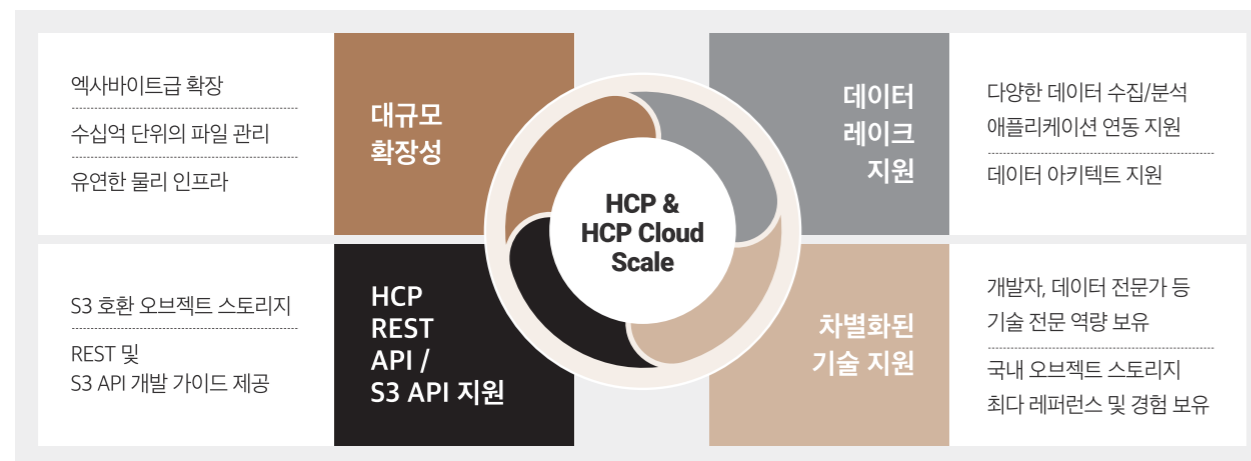 엑사바이트급 확장
수십억 단위의 파일 관리
유연한 물리 인프라
대규모
확장성
데이터
레이크
지원
다양한 데이터 수집/분석
애플리케이션 연동 지원
데이터 아키텍트 지원
HCP &
HCP Cloud
Scale
S3 호환 오브젝트 스토리지
REST 및
S3 API 개발 가이드 제공
HCP
REST
API /
S3 API 지원
차별화된
기술 지원
개발자, 데이터 전문가 등
기술 전문 역량 보유
국내 오브젝트 스토리지
최다 레퍼런스 및 경험 보유